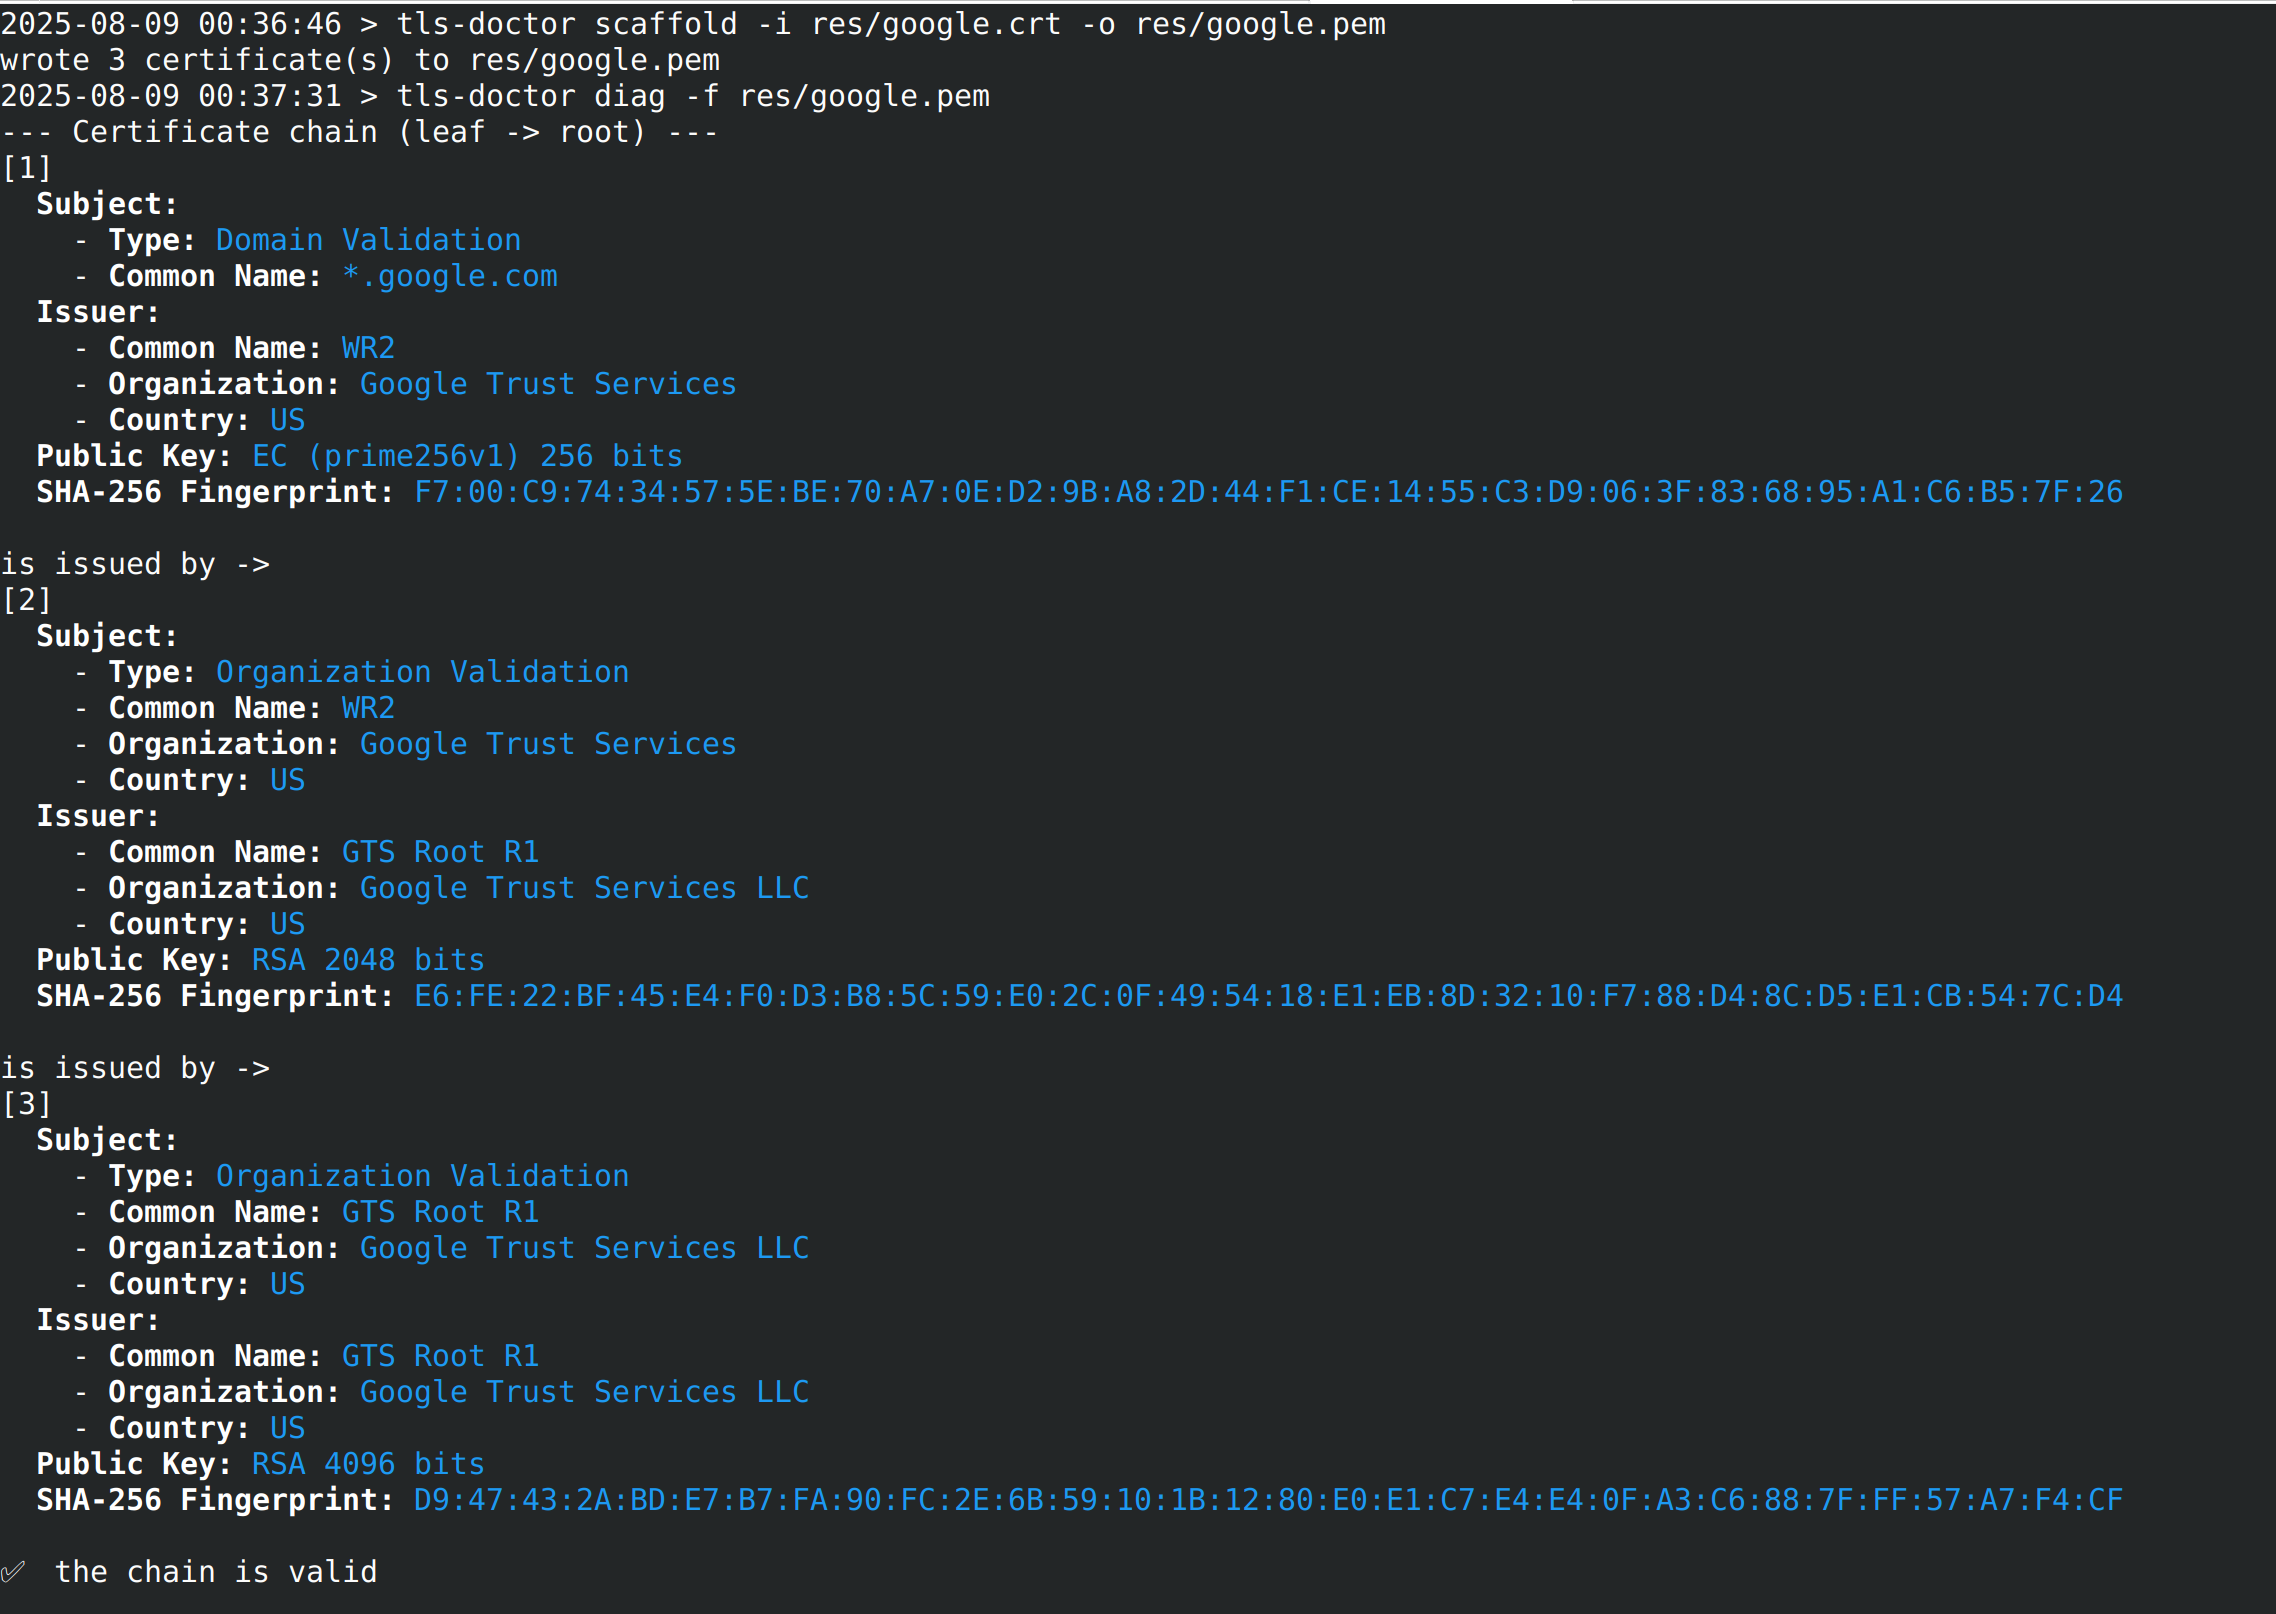 2025-08-09 00:36:46 > tls-doctor scaffold -i res/google.crt -o res/google.pem
wrote 3 certificate(s) to res/google.pem
2025-08-09 00:37:31 > tls-doctor diag -f res/google.pem
--- Certificate chain (leaf -> root) ---
[1]
  Subject:
    - Type: Domain Validation
    - Common Name: *.google.com
  Issuer:
    - Common Name: WR2
    - Organization: Google Trust Services
    - Country: US
  Public Key: EC (prime256v1) 256 bits
  SHA-256 Fingerprint: F7:00:C9:74:34:57:5E:BE:70:A7:0E:D2:9B:A8:2D:44:F1:CE:14:55:C3:D9:06:3F:83:68:95:A1:C6:B5:7F:26

is issued by ->
[2]
  Subject:
    - Type: Organization Validation
    - Common Name: WR2
    - Organization: Google Trust Services
    - Country: US
  Issuer:
    - Common Name: GTS Root R1
    - Organization: Google Trust Services LLC
    - Country: US
  Public Key: RSA 2048 bits
  SHA-256 Fingerprint: E6:FE:22:BF:45:E4:F0:D3:B8:5C:59:E0:2C:0F:49:54:18:E1:EB:8D:32:10:F7:88:D4:8C:D5:E1:CB:54:7C:D4

is issued by ->
[3]
  Subject:
    - Type: Organization Validation
    - Common Name: GTS Root R1
    - Organization: Google Trust Services LLC
    - Country: US
  Issuer:
    - Common Name: GTS Root R1
    - Organization: Google Trust Services LLC
    - Country: US
  Public Key: RSA 4096 bits
  SHA-256 Fingerprint: D9:47:43:2A:BD:E7:B7:FA:90:FC:2E:6B:59:10:1B:12:80:E0:E1:C7:E4:E4:0F:A3:C6:88:7F:FF:57:A7:F4:CF

✅ the chain is valid